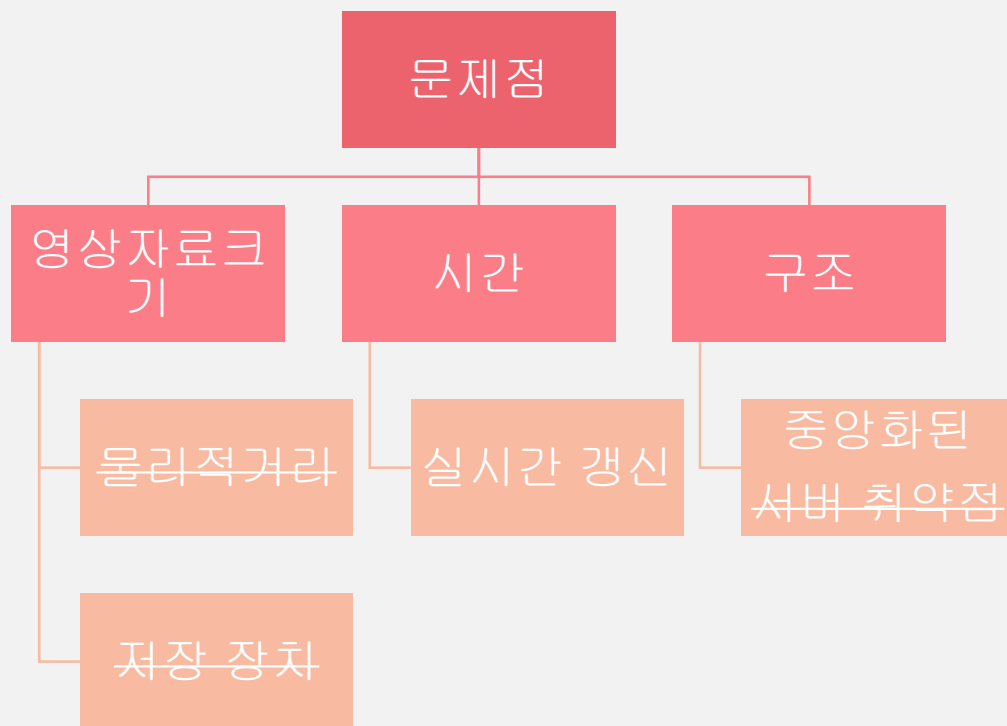 문제점
영상자료크
기
시간
구조
물리적거리
실시간 갱신
중앙화된
서버 취약점
저장 장치